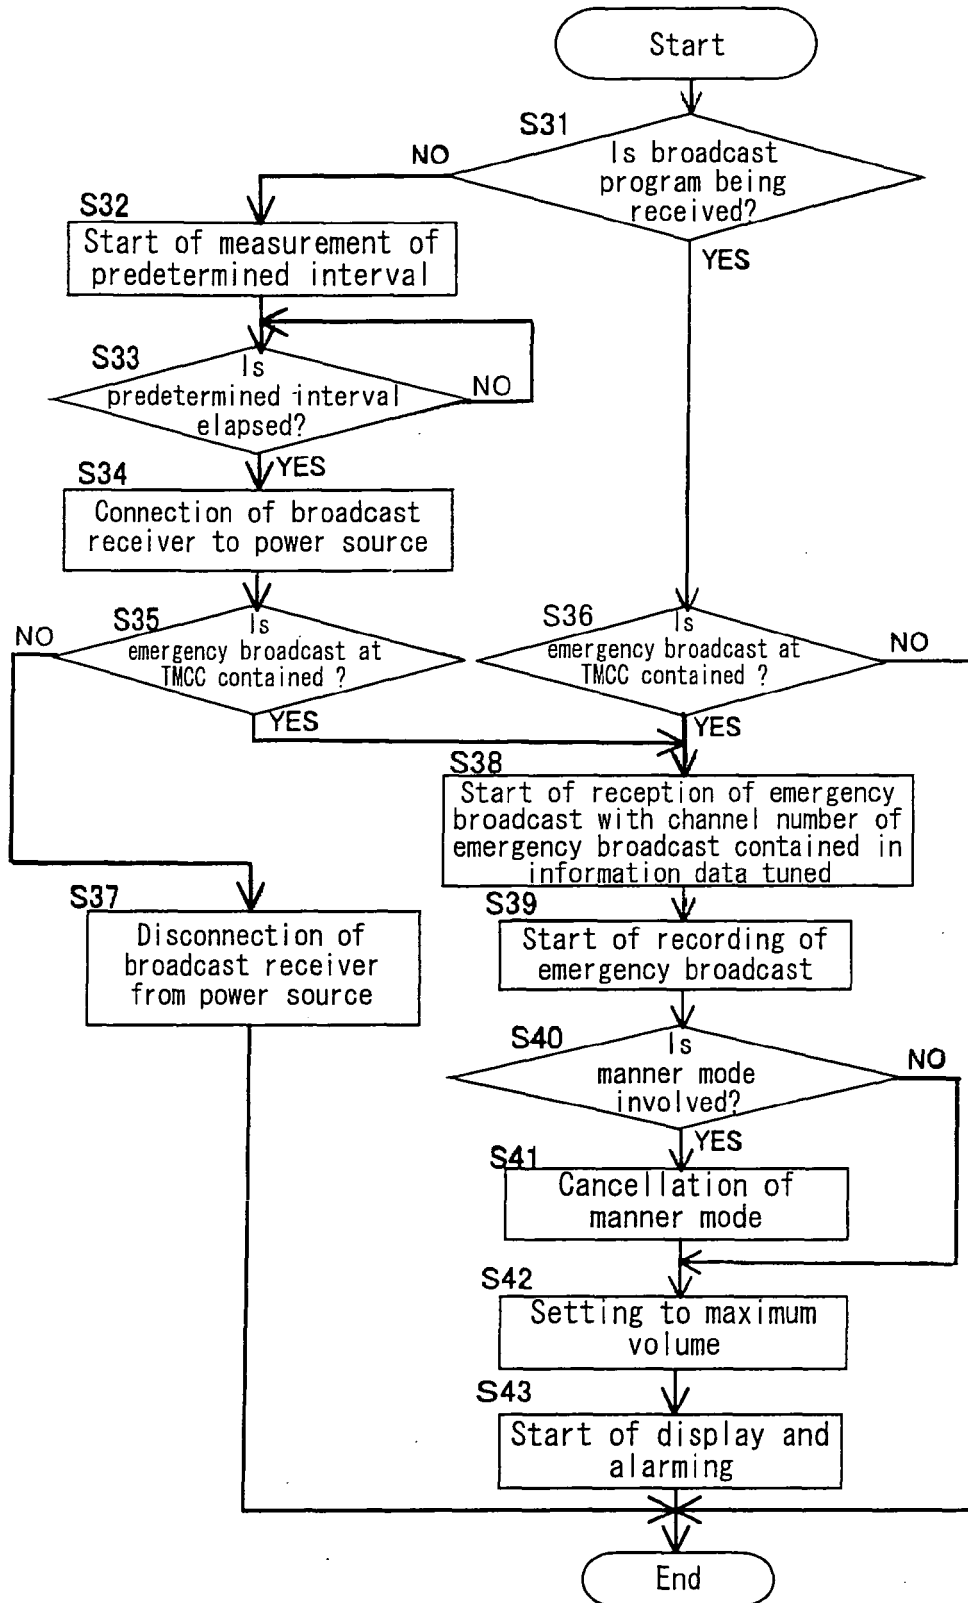 Start
S31
Is broadcast
program being
received?
NO
YES
S32
Start of measurement of
predetermined interval
S33
Is
predetermined interval
elapsed?
NO
YES
S34
Connection of broadcast
receiver to power source
S35
Is
emergency broadcast at
TMCC contained ?
NO
YES
S36
Is
emergency broadcast at
TMCC contained ?
NO
YES
S37
Disconnection of
broadcast receiver
from power source
S38
Start of reception of emergency
broadcast with channel number of
emergency broadcast contained in
information data tuned
S39
Start of recording of
emergency broadcast
S40
Is
manner mode
involved?
NO
YES
S41
Cancellation of
manner mode
S42
Setting to maximum
volume
S43
Start of display and
alarming
End